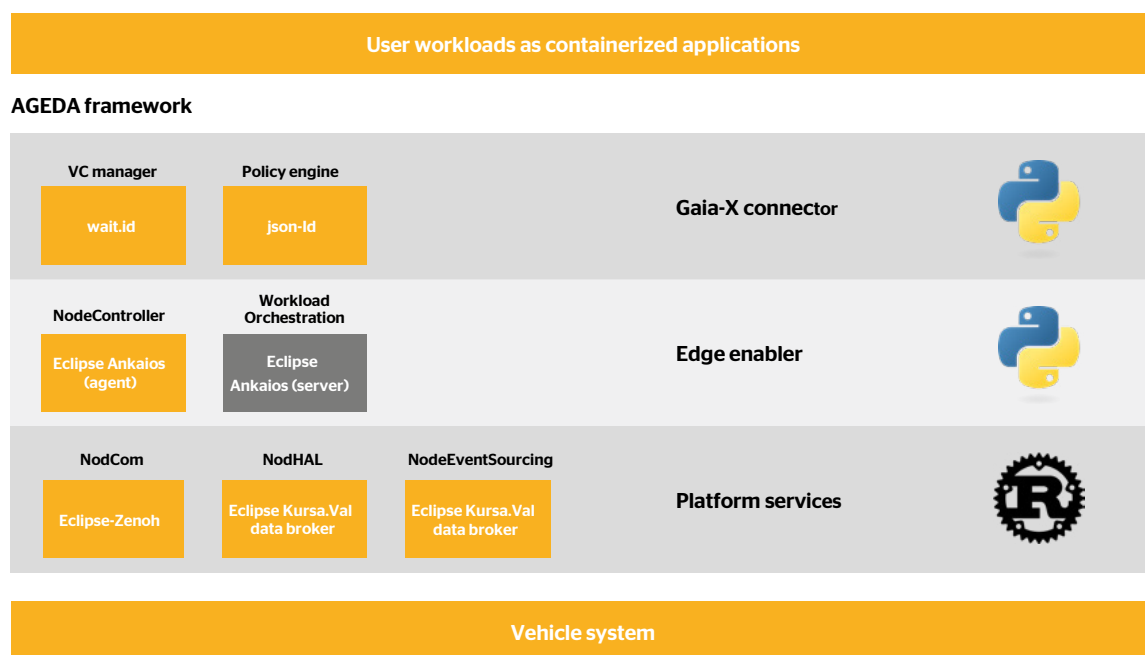 User workloads as containerized applications
AGEDA framework
VC manager
Policy engine
wait.id
json-ld
Gaia-X connector
NodeController
Workload
Orchestration
Eclipse Ankaios
(agent)
Eclipse
Ankaios (server)
Edge enabler
NodCom
NodHAL
NodeEventSourcing
Eclipse-Zenoh
Eclipse Kursa.Val
data broker
Eclipse Kursa.Val
data broker
Platform services
R
Vehicle system